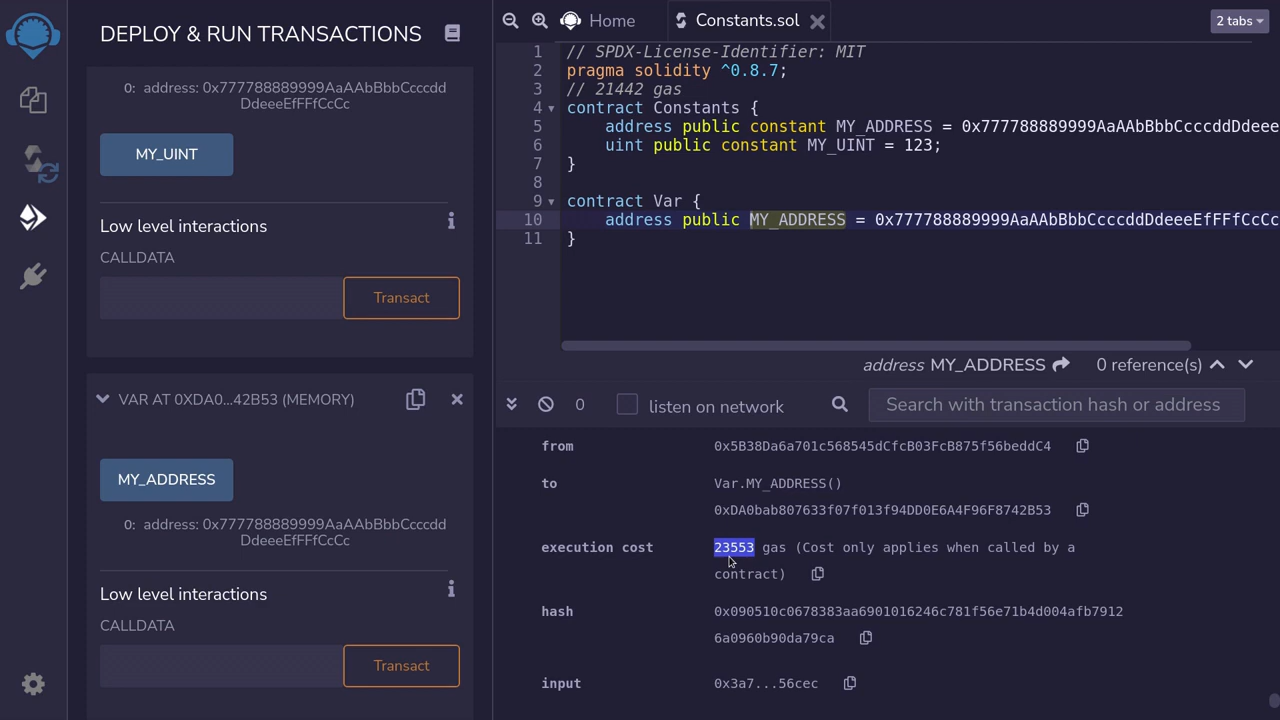 DEPLOY & RUN TRANSACTIONS
0: address: 0x777788889999AaAAbBbbCcccdd
DdeeeEfFFfCcCc
MY_UINT
Low level interactions
CALLDATA
Transact
VAR AT 0XDA0...42B53 (MEMORY)
MY_ADDRESS
0: address: 0x777788889999AaAAbBbbCcccdd
DdeeeEfFFfCcCc
Low level interactions
CALLDATA
Transact
Home
Constants.sol
2 tabs
1 // SPDX-License-Identifier: MIT
2 pragma solidity ^0.8.7;
3 // 21442 gas
4 contract Constants {
5 address public constant MY_ADDRESS = 0x777788889999AaAAbBbbCcccddDdeee
6 uint public constant MY_UINT = 123;
7 }
8
9 contract Var {
10 address public MY_ADDRESS = 0x777788889999AaAAbBbbCcccddDdeeeEfFFfCcCc
11 }
address MY_ADDRESS 0 reference(s)
0 listen on network Search with transaction hash or address
from 0x5B38Da6a701c568545dCfcB03FcB875f56beddC4
to Var.MY_ADDRESS()
0xDA0bab807633f07f013f94DD0E6A4F96F8742B53
execution cost 23553 gas (Cost only applies when called by a
contract)
hash 0x090510c0678383aa6901016246c781f56e71b4d004afb7912
6a0960b90da79ca
input 0x3a7...56cec